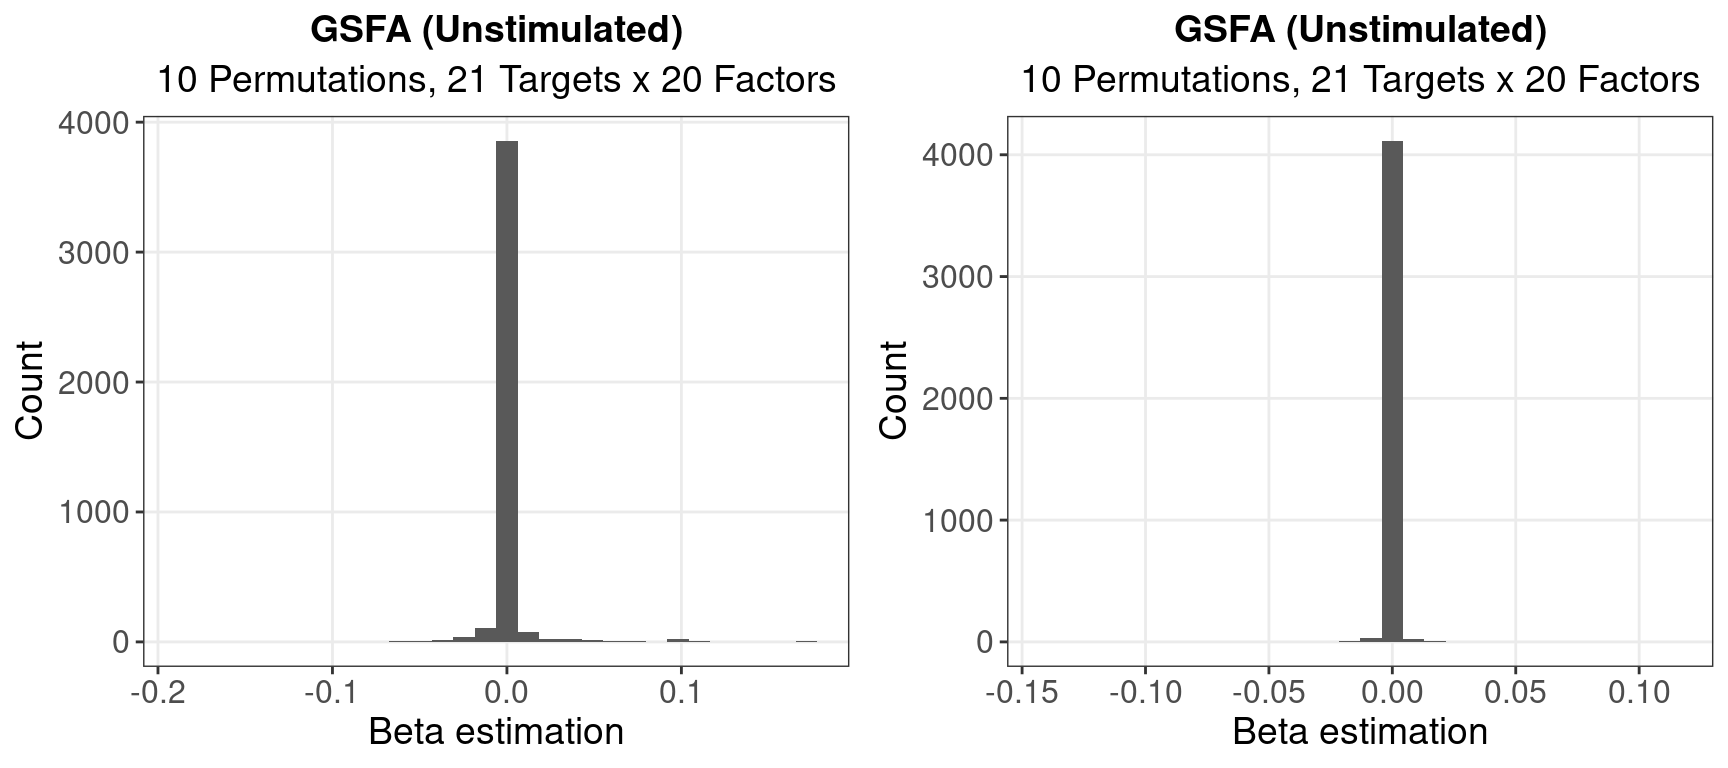 GSFA (Unstimulated)
10 Permutations, 21 Targets x 20 Factors
4000
3000
2000
1000
0
Count
-0.2
-0.1
0.0
0.1
Beta estimation
GSFA (Unstimulated)
10 Permutations, 21 Targets x 20 Factors
4000
3000
2000
1000
0
Count
-0.15
-0.10
-0.05
0.00
0.05
0.10
Beta estimation